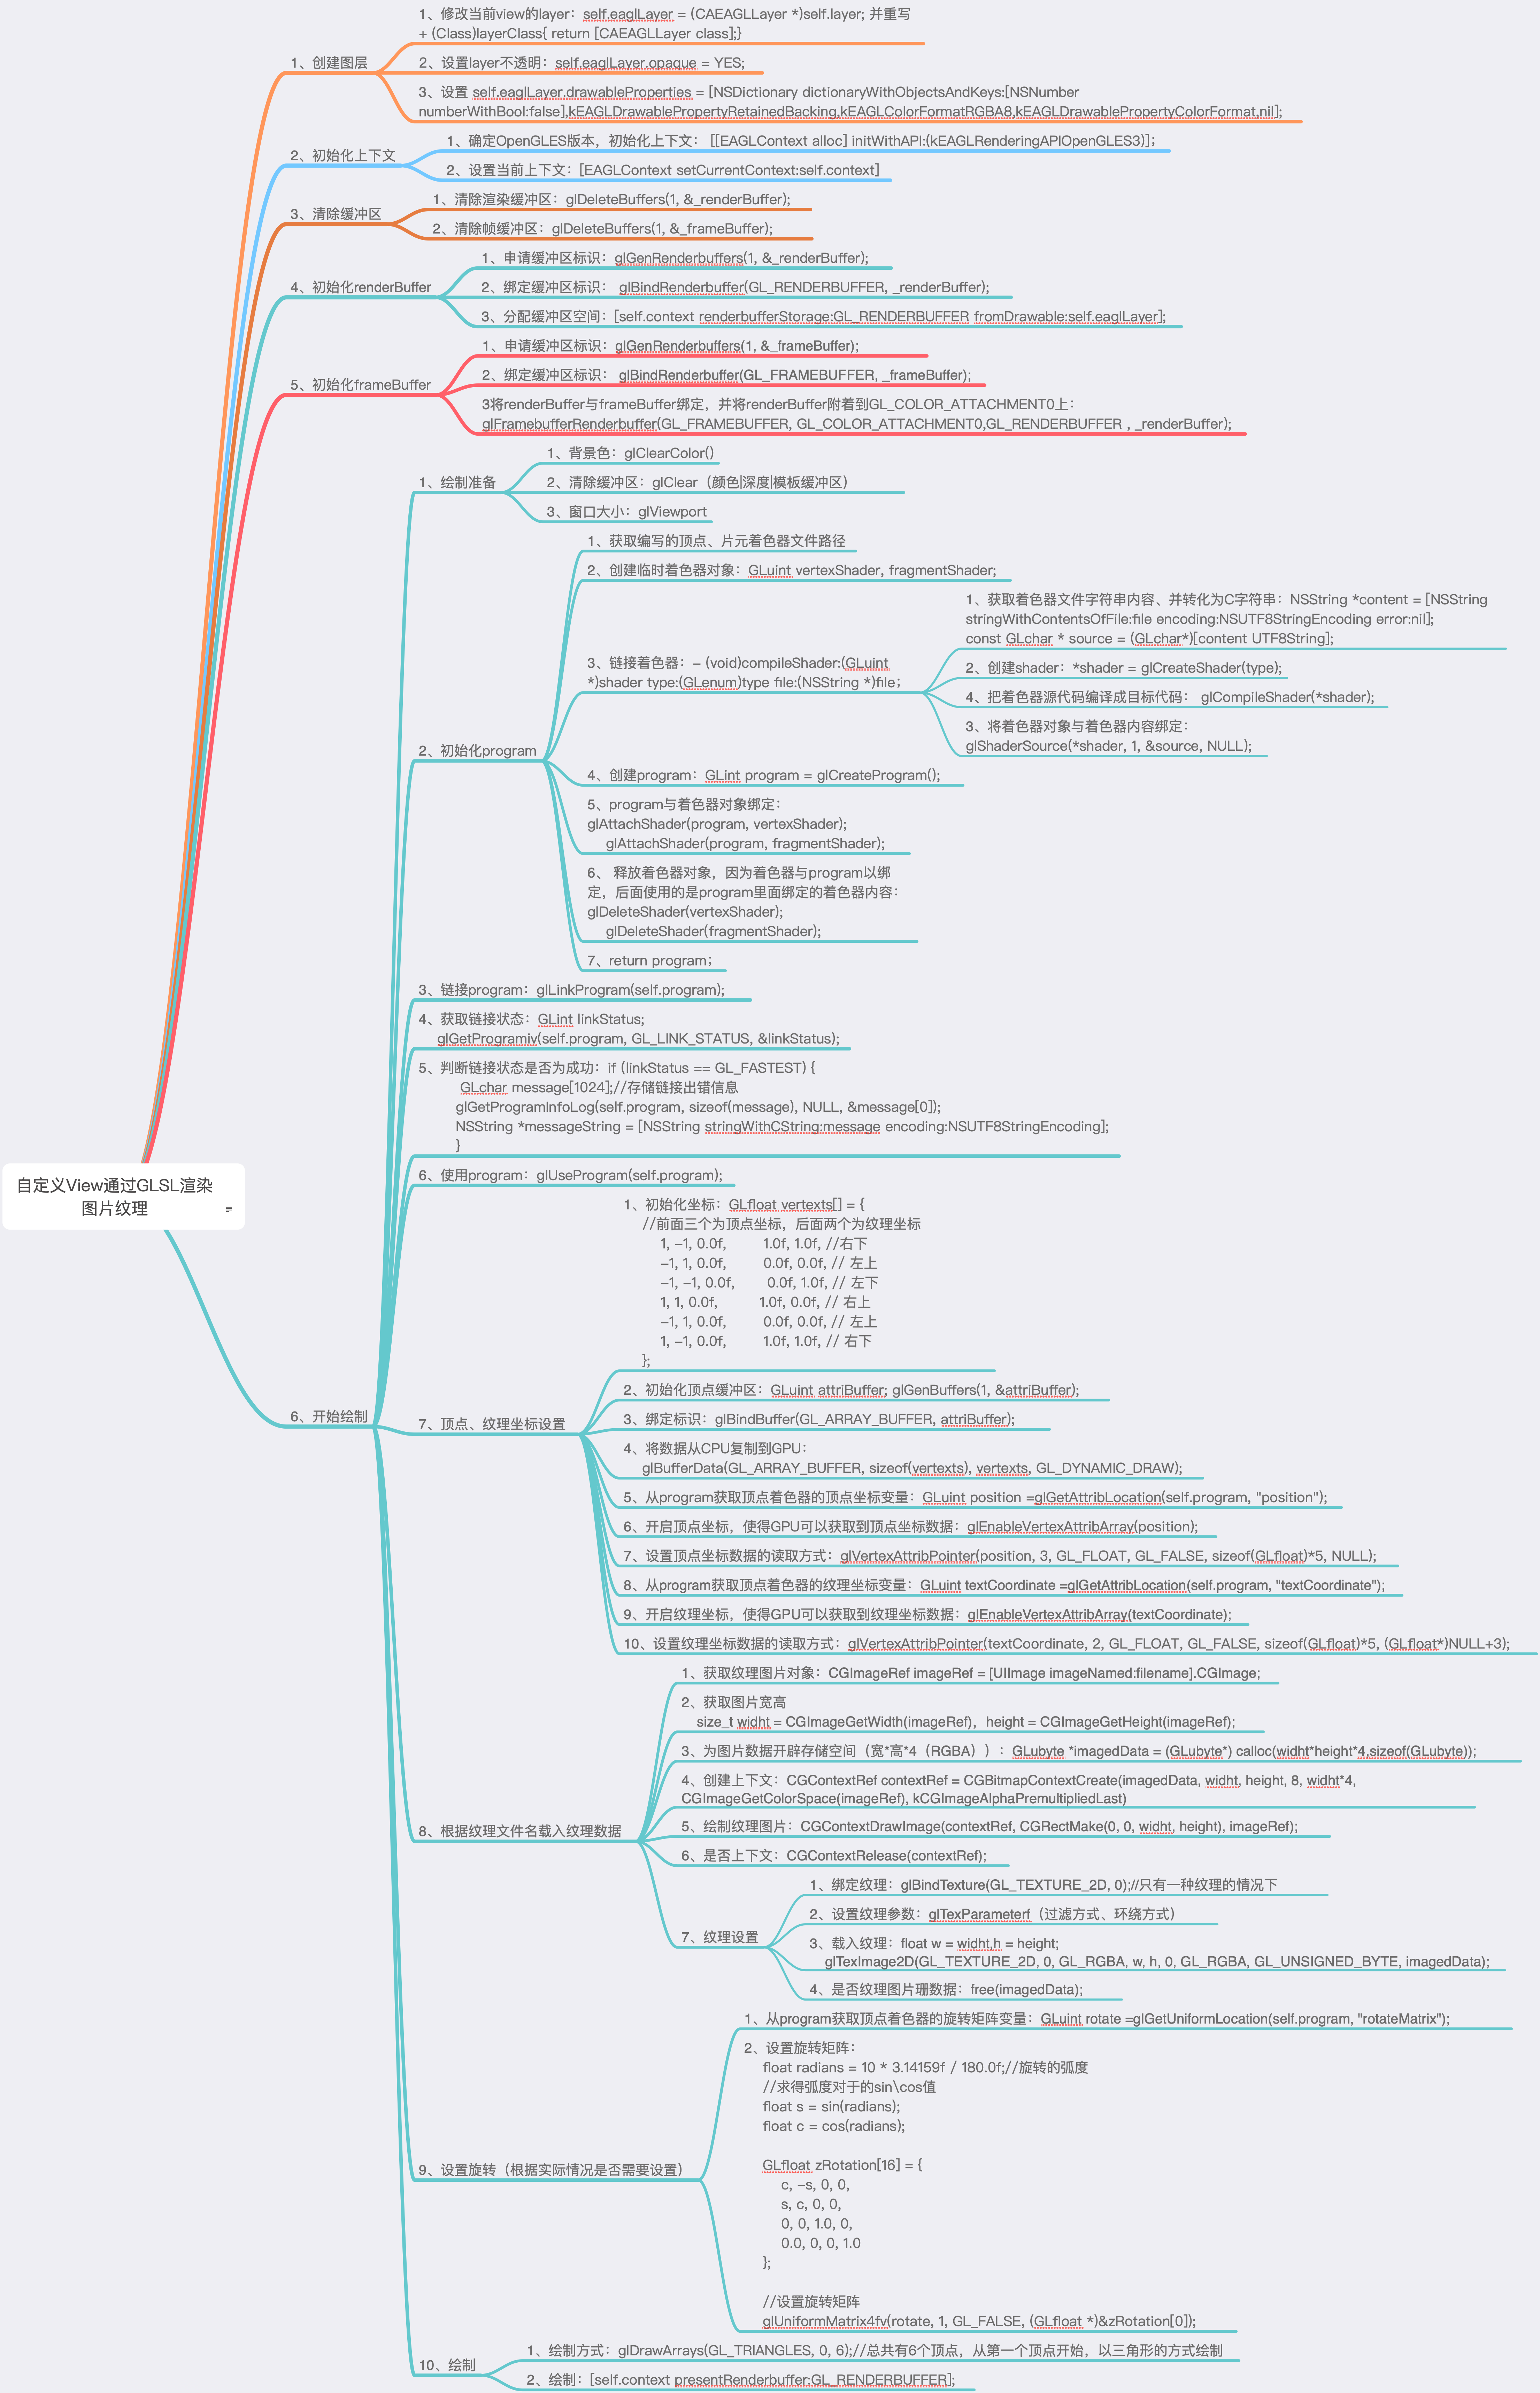 自定义View通过GLSL渲染
图片纹理
1、创建图层
1、修改当前view的layer：self.eaglLayer = (CAEAGLLayer *)self.layer; 并重写
+ (Class)layerClass{ return [CAEAGLLayer class];}
2、设置layer不透明：self.eaglLayer.opaque = YES;
3、设置 self.eaglLayer.drawableProperties = [NSDictionary dictionaryWithObjectsAndKeys:[NSNumber
numberWithBool:false],kEAGLDrawablePropertyRetainedBacking,kEAGLColorFormatRGBA8,kEAGLDrawablePropertyColorFormat,nil];
2、初始化上下文
1、确定OpenGLES版本，初始化上下文： [[EAGLContext alloc] initWithAPI:(kEAGLRenderingAPIOpenGLES3)]；
2、设置当前上下文：[EAGLContext setCurrentContext:self.context]
3、清除缓冲区
1、清除渲染缓冲区：glDeleteBuffers(1, &_renderBuffer);
2、清除帧缓冲区：glDeleteBuffers(1, &_frameBuffer);
4、初始化renderBuffer
1、申请缓冲区标识：glGenRenderbuffers(1, &_renderBuffer);
2、绑定缓冲区标识： glBindRenderbuffer(GL_RENDERBUFFER, _renderBuffer);
3、分配缓冲区空间：[self.context renderbufferStorage:GL_RENDERBUFFER fromDrawable:self.eaglLayer];
5、初始化frameBuffer
1、申请缓冲区标识：glGenRenderbuffers(1, &_frameBuffer);
2、绑定缓冲区标识： glBindRenderbuffer(GL_FRAMEBUFFER, _frameBuffer);
3将renderBuffer与frameBuffer绑定，并将renderBuffer附着到GL_COLOR_ATTACHMENT0上：
glFramebufferRenderbuffer(GL_FRAMEBUFFER, GL_COLOR_ATTACHMENT0,GL_RENDERBUFFER , _renderBuffer);
6、开始绘制
1、绘制准备
1、背景色：glClearColor()
2、清除缓冲区：glClear（颜色|深度|模板缓冲区）
3、窗口大小：glViewport
2、初始化program
1、获取编写的顶点、片元着色器文件路径
2、创建临时着色器对象：GLuint vertexShader, fragmentShader;
3、链接着色器：– (void)compileShader:(GLuint
*)shader type:(GLenum)type file:(NSString *)file；
1、获取着色器文件字符串内容、并转化为C字符串：NSString *content = [NSString
stringWithContentsOfFile:file encoding:NSUTF8StringEncoding error:nil];
const GLchar * source = (GLchar*)[content UTF8String];
2、创建shader：*shader = glCreateShader(type);
4、把着色器源代码编译成目标代码： glCompileShader(*shader);
3、将着色器对象与着色器内容绑定：
glShaderSource(*shader, 1, &source, NULL);
4、创建program：GLint program = glCreateProgram();
5、program与着色器对象绑定：
glAttachShader(program, vertexShader);
glAttachShader(program, fragmentShader);
6、 释放着色器对象，因为着色器与program以绑
定，后面使用的是program里面绑定的着色器内容：
glDeleteShader(vertexShader);
glDeleteShader(fragmentShader);
7、return program；
3、链接program：glLinkProgram(self.program);
4、获取链接状态：GLint linkStatus;
glGetProgramiv(self.program, GL_LINK_STATUS, &linkStatus);
5、判断链接状态是否为成功：if (linkStatus == GL_FASTEST) {
GLchar message[1024];//存储链接出错信息
glGetProgramInfoLog(self.program, sizeof(message), NULL, &message[0]);
NSString *messageString = [NSString stringWithCString:message encoding:NSUTF8StringEncoding];
}
6、使用program：glUseProgram(self.program);
7、顶点、纹理坐标设置
1、初始化坐标：GLfloat vertexts[] = {
//前面三个为顶点坐标，后面两个为纹理坐标
1, –1, 0.0f, 1.0f, 1.0f, //右下
–1, 1, 0.0f, 0.0f, 0.0f, // 左上
–1, –1, 0.0f, 0.0f, 1.0f, // 左下
1, 1, 0.0f, 1.0f, 0.0f, // 右上
–1, 1, 0.0f, 0.0f, 0.0f, // 左上
1, –1, 0.0f, 1.0f, 1.0f, // 右下
};
2、初始化顶点缓冲区：GLuint attriBuffer; glGenBuffers(1, &attriBuffer);
3、绑定标识：glBindBuffer(GL_ARRAY_BUFFER, attriBuffer);
4、将数据从CPU复制到GPU：
glBufferData(GL_ARRAY_BUFFER, sizeof(vertexts), vertexts, GL_DYNAMIC_DRAW);
5、从program获取顶点着色器的顶点坐标变量：GLuint position =glGetAttribLocation(self.program, "position");
6、开启顶点坐标，使得GPU可以获取到顶点坐标数据：glEnableVertexAttribArray(position);
7、设置顶点坐标数据的读取方式：glVertexAttribPointer(position, 3, GL_FLOAT, GL_FALSE, sizeof(GLfloat)*5, NULL);
8、从program获取顶点着色器的纹理坐标变量：GLuint textCoordinate =glGetAttribLocation(self.program, "textCoordinate");
9、开启纹理坐标，使得GPU可以获取到纹理坐标数据：glEnableVertexAttribArray(textCoordinate);
10、设置纹理坐标数据的读取方式：glVertexAttribPointer(textCoordinate, 2, GL_FLOAT, GL_FALSE, sizeof(GLfloat)*5, (GLfloat*)NULL+3);
8、根据纹理文件名载入纹理数据
1、获取纹理图片对象：CGImageRef imageRef = [UIImage imageNamed:filename].CGImage;
2、获取图片宽高
size_t widht = CGImageGetWidth(imageRef)，height = CGImageGetHeight(imageRef);
3、为图片数据开辟存储空间（宽*高*4（RGBA））：GLubyte *imagedData = (GLubyte*) calloc(widht*height*4,sizeof(GLubyte));
4、创建上下文：CGContextRef contextRef = CGBitmapContextCreate(imagedData, widht, height, 8, widht*4,
CGImageGetColorSpace(imageRef), kCGImageAlphaPremultipliedLast)
5、绘制纹理图片：CGContextDrawImage(contextRef, CGRectMake(0, 0, widht, height), imageRef);
6、是否上下文：CGContextRelease(contextRef);
7、纹理设置
1、绑定纹理：glBindTexture(GL_TEXTURE_2D, 0);//只有一种纹理的情况下
2、设置纹理参数：glTexParameterf（过滤方式、环绕方式）
3、载入纹理：float w = widht,h = height;
glTexImage2D(GL_TEXTURE_2D, 0, GL_RGBA, w, h, 0, GL_RGBA, GL_UNSIGNED_BYTE, imagedData);
4、是否纹理图片珊数据：free(imagedData);
9、设置旋转（根据实际情况是否需要设置）
1、从program获取顶点着色器的旋转矩阵变量：GLuint rotate =glGetUniformLocation(self.program, "rotateMatrix");
2、设置旋转矩阵：
float radians = 10 * 3.14159f / 180.0f;//旋转的弧度
//求得弧度对于的sin\cos值
float s = sin(radians);
float c = cos(radians);
GLfloat zRotation[16] = {
c, –s, 0, 0,
s, c, 0, 0,
0, 0, 1.0, 0,
0.0, 0, 0, 1.0
};
//设置旋转矩阵
glUniformMatrix4fv(rotate, 1, GL_FALSE, (GLfloat *)&zRotation[0]);
10、绘制
1、绘制方式：glDrawArrays(GL_TRIANGLES, 0, 6);//总共有6个顶点，从第一个顶点开始，以三角形的方式绘制
2、绘制：[self.context presentRenderbuffer:GL_RENDERBUFFER];